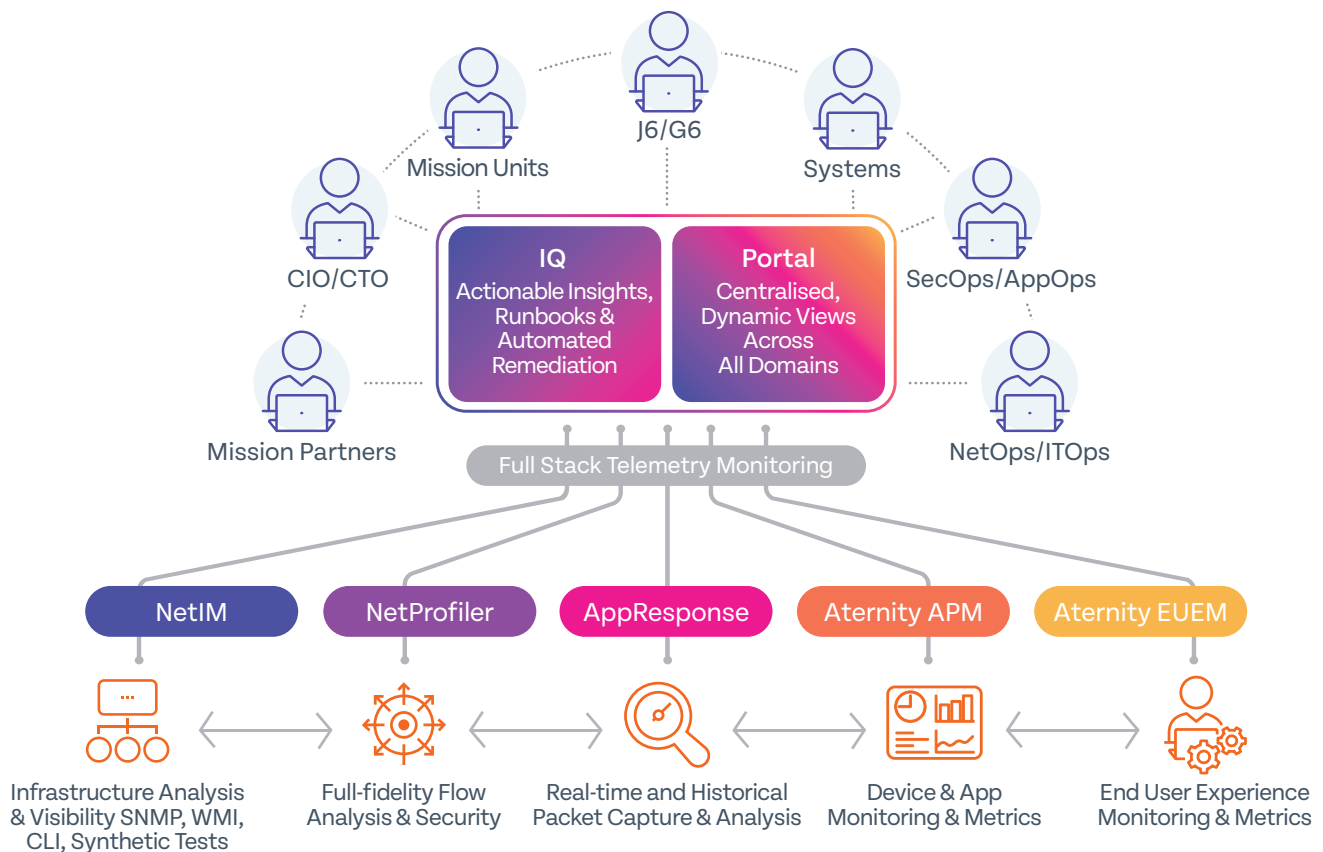 J6/G6
Mission Units
Systems
CIO/CTO
SecOps/AppOps
Mission Partners
NetOps/ITOps
IQ
Actionable Insights,
Runbooks &
Automated
Remediation
Portal
Centralised,
Dynamic Views
Across
All Domains
Full Stack Telemetry Monitoring
NetIM
NetProfiler
AppResponse
Aternity APM
Aternity EUEM
Infrastructure Analysis
& Visibility SNMP, WMI,
CLI, Synthetic Tests
Full-fidelity Flow
Analysis & Security
Real-time and Historical
Packet Capture & Analysis
Device & App
Monitoring & Metrics
End User Experience
Monitoring & Metrics